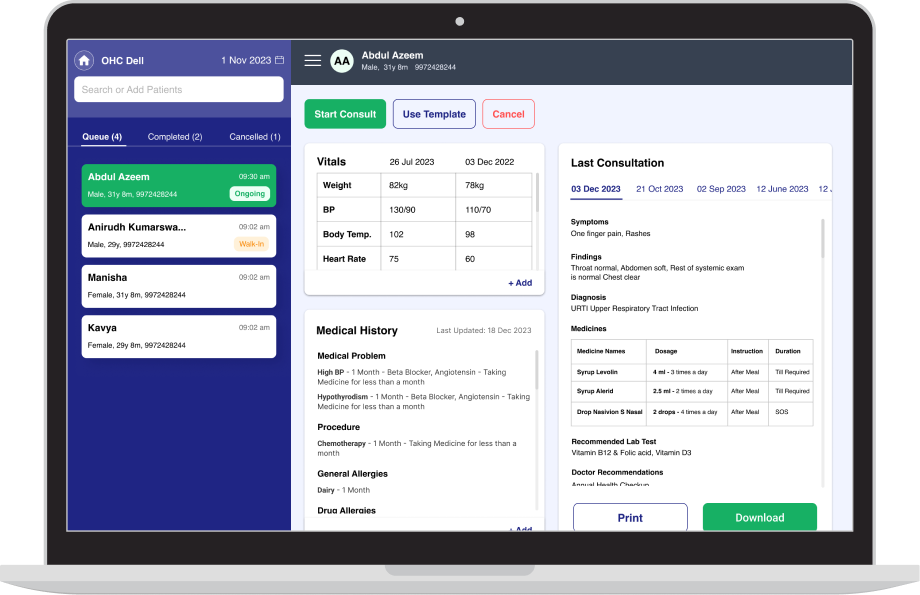 OHC Dell
1 Nov 2023
Search or Add Patients
Queue (4)
Completed (2)
Cancelled (1)
Abdul Azeem
09:30 am
Male, 31y 8m, 9972428244
Ongoing
Anirudh Kumarswa...
09:02 am
Male, 29y, 9972428244
Walk-In
Manisha
09:02 am
Female, 31y 8m, 9972428244
Kavya
09:02 am
Female, 29y 8m, 9972428244
AA
Abdul Azeem
Male, 31y 8m 9972428244
Start Consult
Use Template
Cancel
Vitals
26 Jul 2023
03 Dec 2022
Weight
82kg
78kg
BP
130/90
110/70
Body Temp.
102
98
Heart Rate
75
60
+ Add
Medical History
Last Updated: 18 Dec 2023
Medical Problem
High BP - 1 Month - Beta Blocker, Angiotensin - Taking
Medicine for less than a month
Hypothyrodism - 1 Month - Beta Blocker, Angiotensin - Taking
Medicine for less than a month
Procedure
Chemotherapy - 1 Month - Taking Medicine for less than a
month
General Allergies
Dairy - 1 Month
Drug Allergies
+ Add
Last Consultation
03 Dec 2023
21 Oct 2023
02 Sep 2023
12 June 2023
12
Symptoms
One finger pain, Rashes
Findings
Throat normal, Abdomen soft, Rest of systemic exam
is normal Chest clear
Diagnosis
URTI Upper Respiratory Tract Infection
Medicines
Medicine Names
Dosage
Instruction
Duration
Syrup Levolin
4 ml - 3 times a day
After Meal
Till Required
Syrup Alerid
2.5 ml - 2 times a day
After Meal
Till Required
Drop Nasivion S Nasal
2 drops - 4 times a day
After Meal
SOS
Recommended Lab Test
Vitamin B12 & Folic acid, Vitamin D3
Doctor Recommendations
Annual Health Checkup
Print
Download